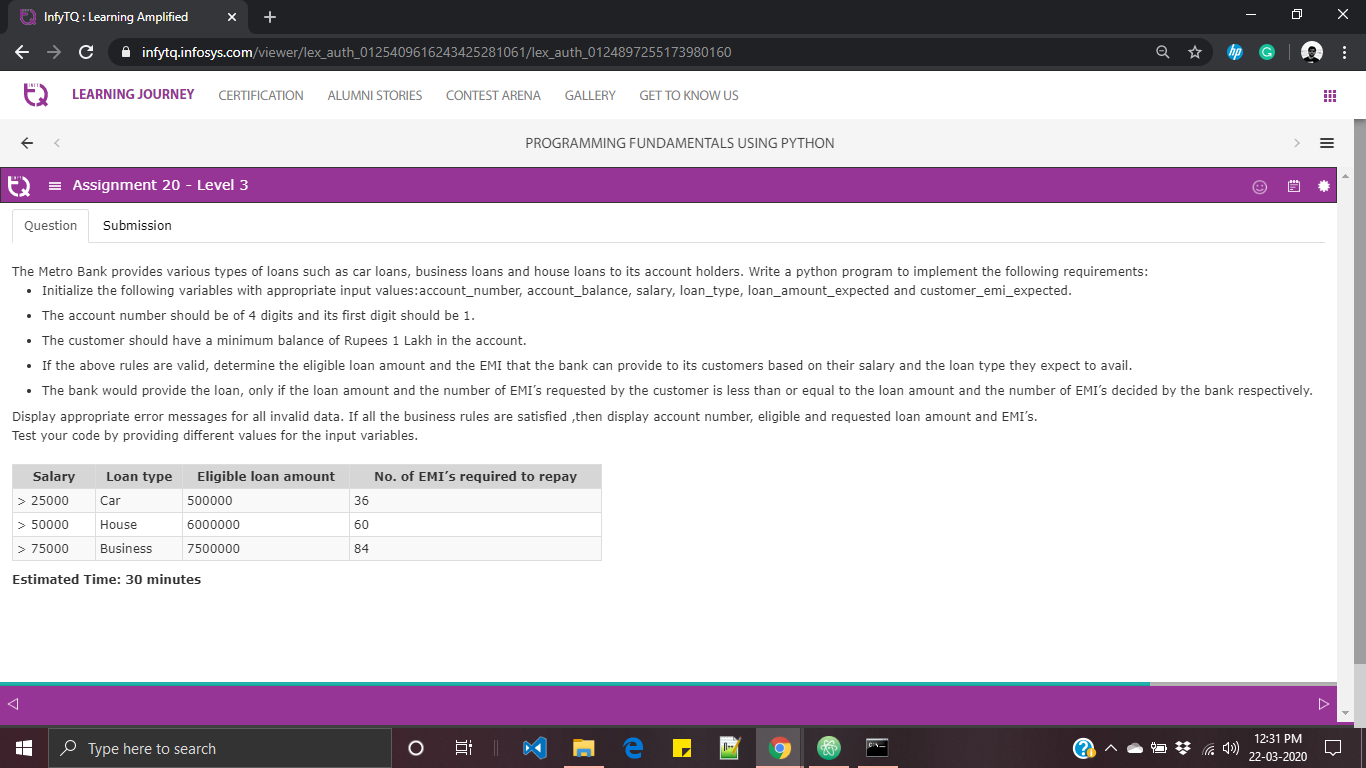 InfyTQ : Learning Amplified
infytq.infosys.com/viewer/lex_auth_0125409616243425281061/lex_auth_0124897255173980160
LEARNING JOURNEY CERTIFICATION ALUMNI STORIES CONTEST ARENA GALLERY GET TO KNOW US
PROGRAMMING FUNDAMENTALS USING PYTHON
Assignment 20 - Level 3
Question Submission
The Metro Bank provides various types of loans such as car loans, business loans and house loans to its account holders. Write a python program to implement the following requirements:
• Initialize the following variables with appropriate input values:account_number, account_balance, salary, loan_type, loan_amount_expected and customer_emi_expected.
• The account number should be of 4 digits and its first digit should be 1.
• The customer should have a minimum balance of Rupees 1 Lakh in the account.
• If the above rules are valid, determine the eligible loan amount and the EMI that the bank can provide to its customers based on their salary and the loan type they expect to avail.
• The bank would provide the loan, only if the loan amount and the number of EMI's requested by the customer is less than or equal to the loan amount and the number of EMI's decided by the bank respectively.
Display appropriate error messages for all invalid data. If all the business rules are satisfied ,then display account number, eligible and requested loan amount and EMI's.
Test your code by providing different values for the input variables.
Salary Loan type Eligible loan amount No. of EMI's required to repay
> 25000 Car 500000 36
> 50000 House 6000000 60
> 75000 Business 7500000 84
Estimated Time: 30 minutes
Type here to search
12:31 PM
22-03-2020